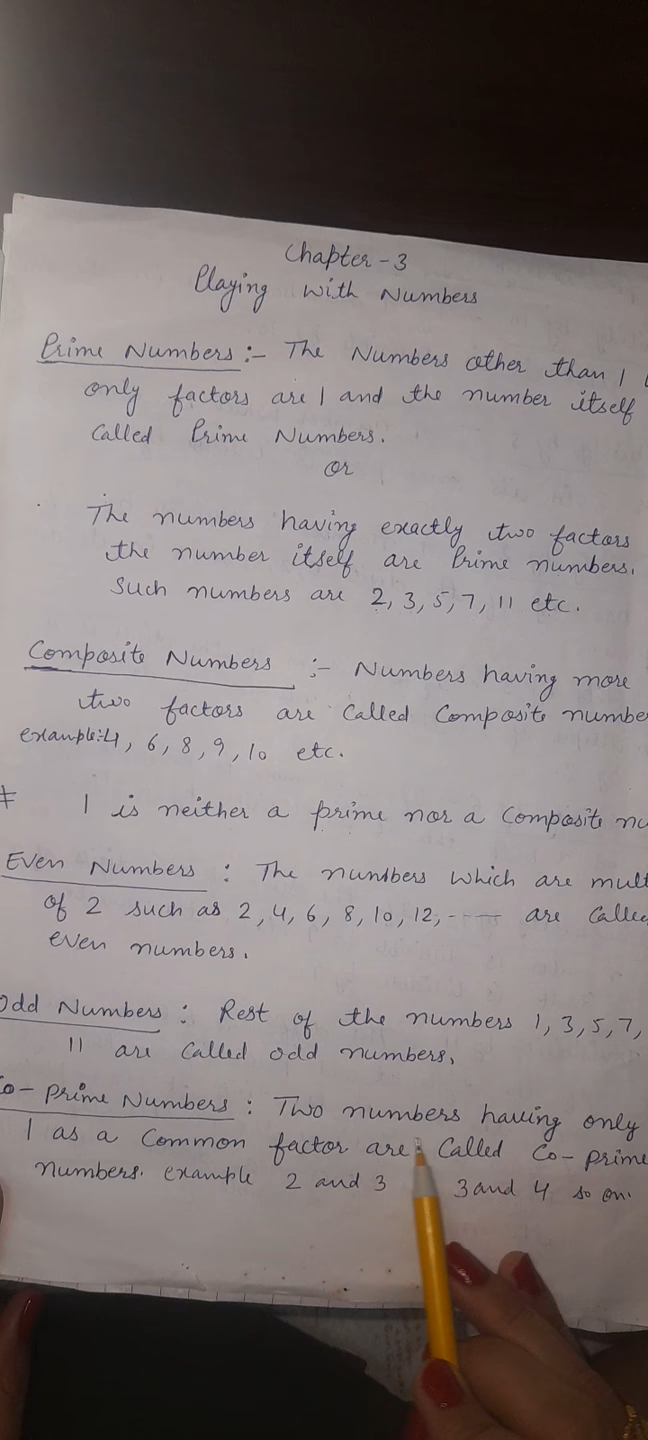 Chapter-3
Playing with Numbers
Prime Numbers:- The Numbers other than 1
only factors are 1 and the number itself
called Prime Numbers.
or
The numbers having exactly two factors
the number itself are Prime numbers.
Such numbers are 2, 3, 5, 7, 11 etc.
Composite Numbers :- Numbers having more
two factors are called Composite numbe
example:-4, 6, 8, 9, 10 etc.
1 is neither a prime nor a Composite nu
Even Numbers : The numbers which are mult
of 2 such as 2, 4, 6, 8, 10, 12, ---- are Calle
even numbers.
Odd Numbers : Rest of the numbers 1, 3, 5, 7,
11 are called odd numbers,
Co-prime Numbers : Two numbers having only
1 as a Common factor are Called Co-prime
numbers. example 2 and 3 3 and 4 so on.